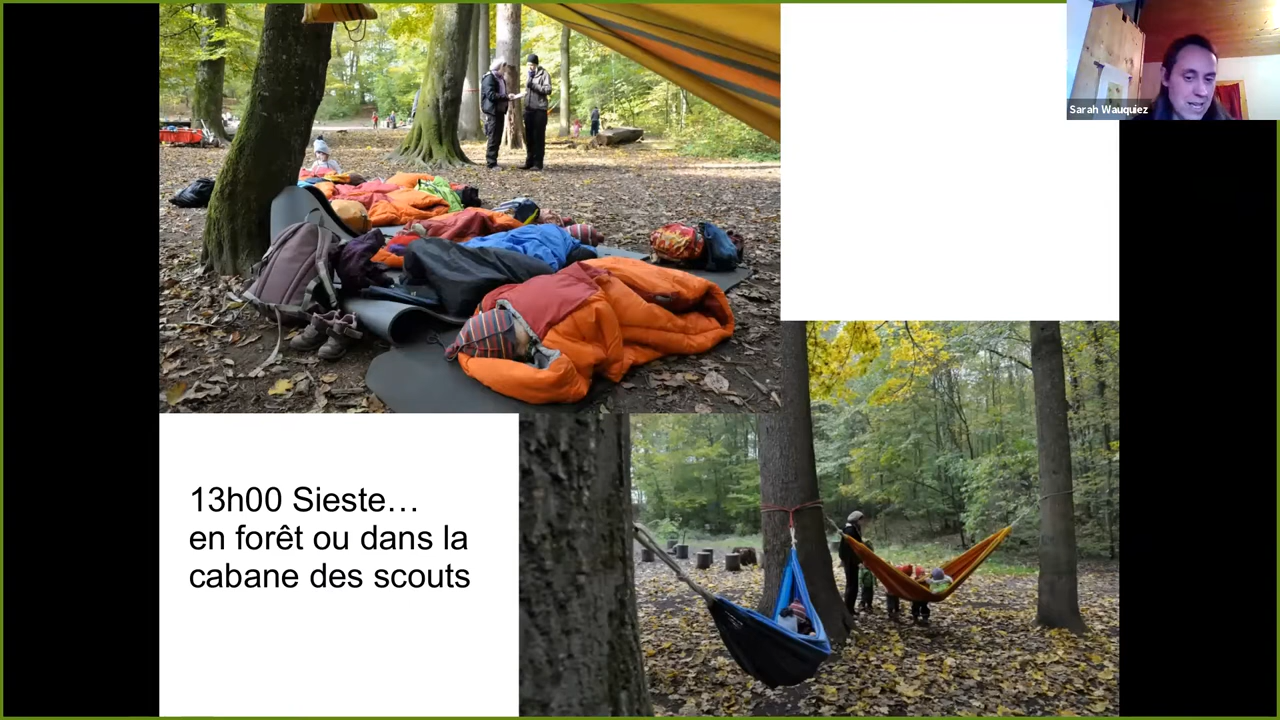 Sarah Wauquiez
13h00 Sieste…
en forêt ou dans la
cabane des scouts